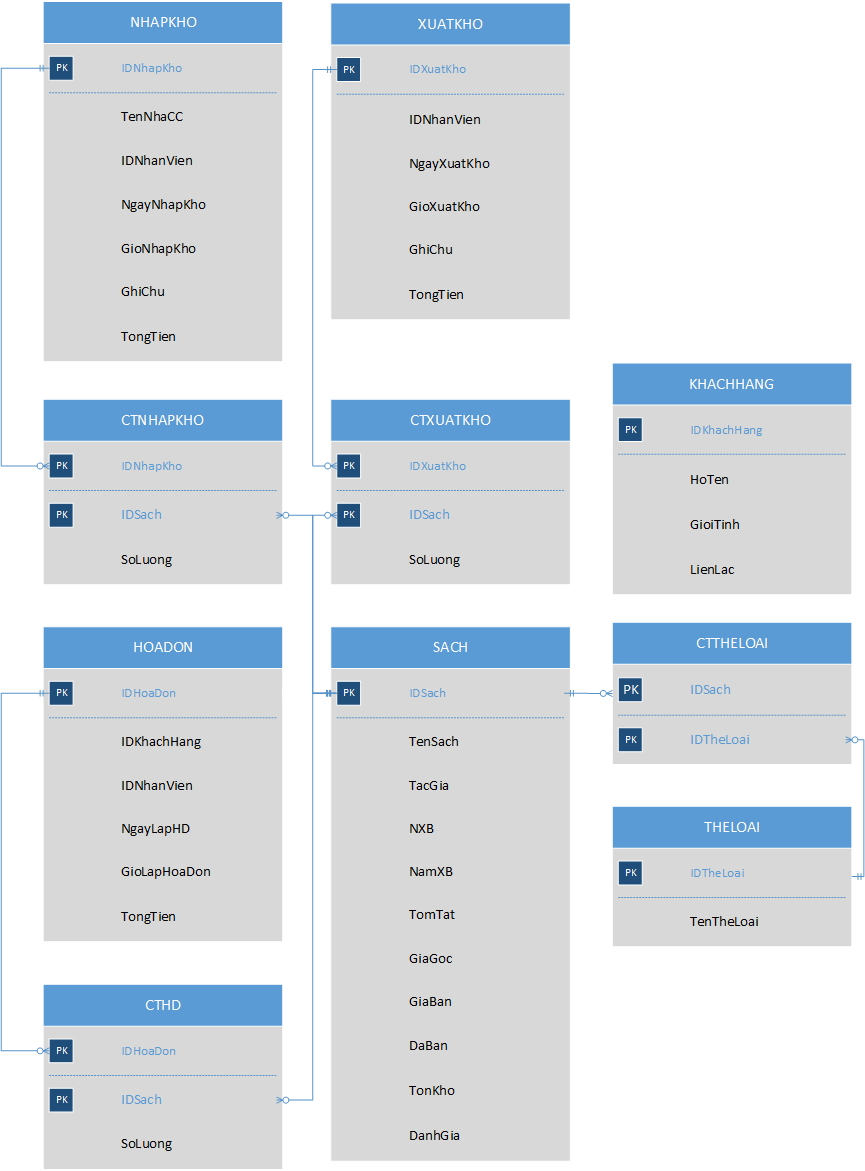 NHAPKHO
PK IDNhapKho
TenNhaCC
IDNhanVien
NgayNhapKho
GioNhapKho
GhiChu
TongTien
XUATKHO
PK IDXuatKho
IDNhanVien
NgayXuatKho
GioXuatKho
GhiChu
TongTien
CTNHAPKHO
PK IDNhapKho
PK IDSach
SoLuong
CTXUATKHO
PK IDXuatKho
PK IDSach
SoLuong
KHACHHANG
PK IDKhachHang
HoTen
GioiTinh
LienLac
HOADON
PK IDHoaDon
IDKhachHang
IDNhanVien
NgayLapHD
GioLapHoaDon
TongTien
SACH
PK IDSach
TenSach
TacGia
NXB
NamXB
TomTat
GiaGoc
GiaBan
DaBan
TonKho
DanhGia
CTTHELOAI
PK IDSach
PK IDTheLoai
THELOAI
PK IDTheLoai
TenTheLoai
CTHD
PK IDHoaDon
PK IDSach
SoLuong